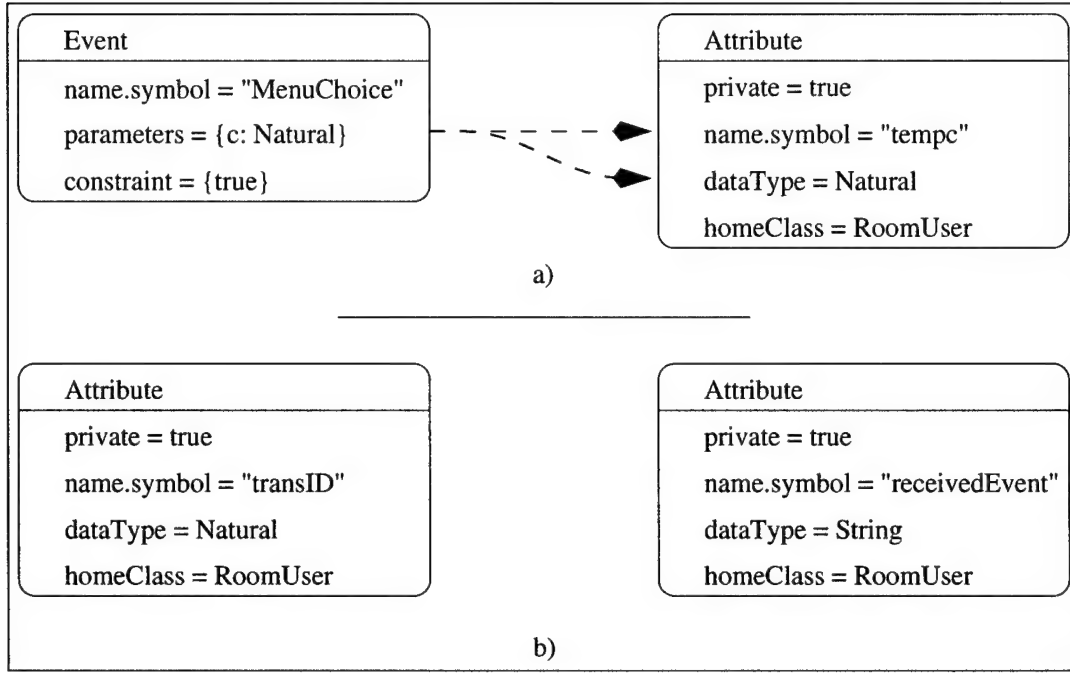 Event
name.symbol = "MenuChoice"
parameters = {c: Natural}
constraint = {true}
Attribute
private = true
name.symbol = "tempc"
dataType = Natural
homeClass = RoomUser
a)
Attribute
private = true
name.symbol = "transID"
dataType = Natural
homeClass = RoomUser
Attribute
private = true
name.symbol = "receivedEvent"
dataType = String
homeClass = RoomUser
b)